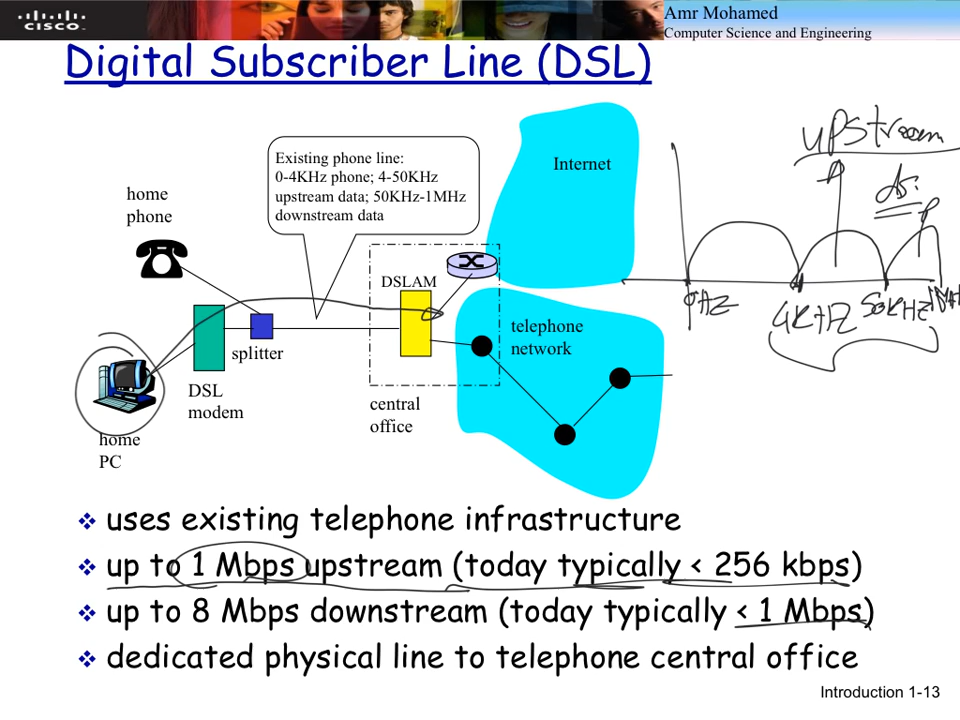 CISCO
Amr Mohamed
Computer Science and Engineering
Digital Subscriber Line (DSL)
Existing phone line:
0-4KHz phone; 4-50KHz
upstream data; 50KHz-1MHz
downstream data
Internet
upstream
ds.
home
phone
DSLAM
0HZ
4KHZ
50KHZ
1MH
telephone
network
splitter
DSL
modem
central
office
home
PC
❖ uses existing telephone infrastructure
❖ up to 1 Mbps upstream (today typically < 256 kbps)
❖ up to 8 Mbps downstream (today typically < 1 Mbps)
❖ dedicated physical line to telephone central office
Introduction 1-13